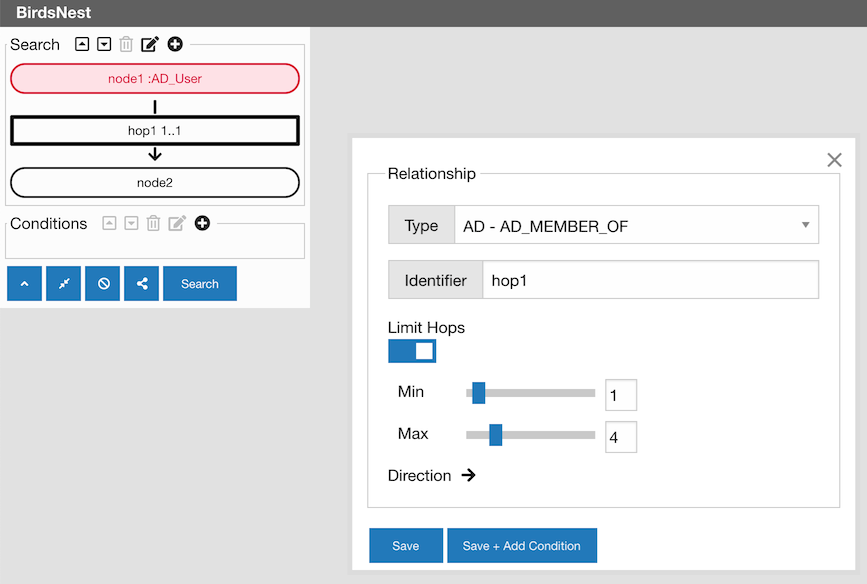 BirdsNest
Search
node1 :AD_User
hop1 1..1
node2
Conditions
Search
Relationship
Type AD - AD_MEMBER_OF
Identifier hop1
Limit Hops
Min 1
Max 4
Direction
Save Save + Add Condition